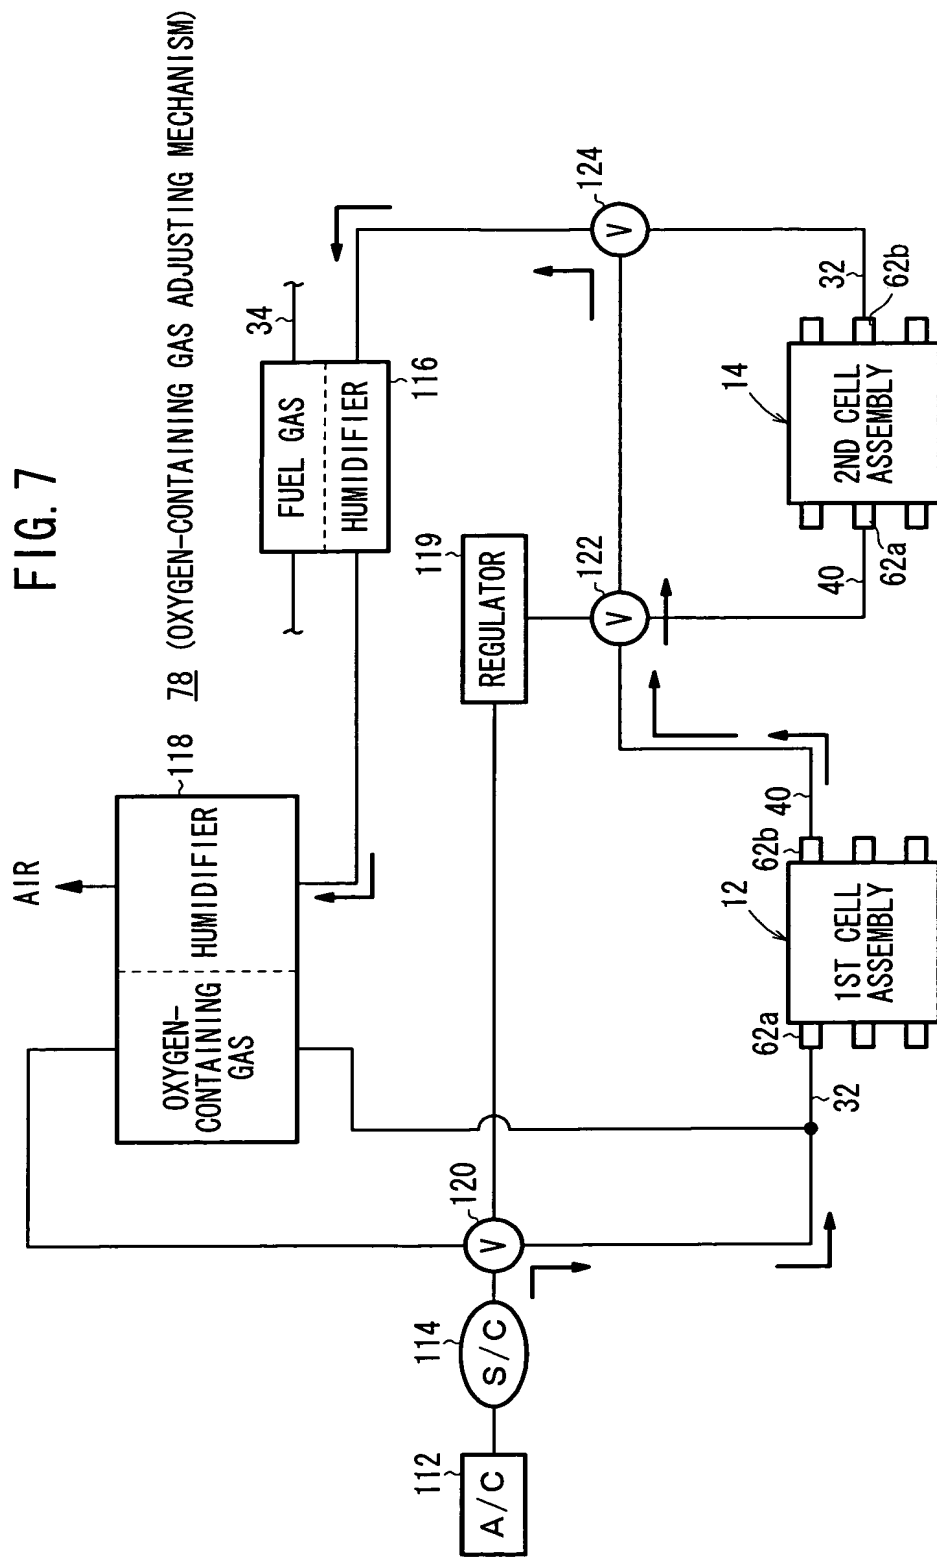 FIG. 7
78 (OXYGEN-CONTAINING GAS ADJUSTING MECHANISM)
AIR
118
OXYGEN-
CONTAINING
GAS
HUMIDIFIER
34
FUEL GAS
HUMIDIFIER
116
119
REGULATOR
112
A/C
114
S/C
120
V
122
V
124
V
32
62a
12
1ST CELL
ASSEMBLY
62b
40
40
62a
14
2ND CELL
ASSEMBLY
32
62b